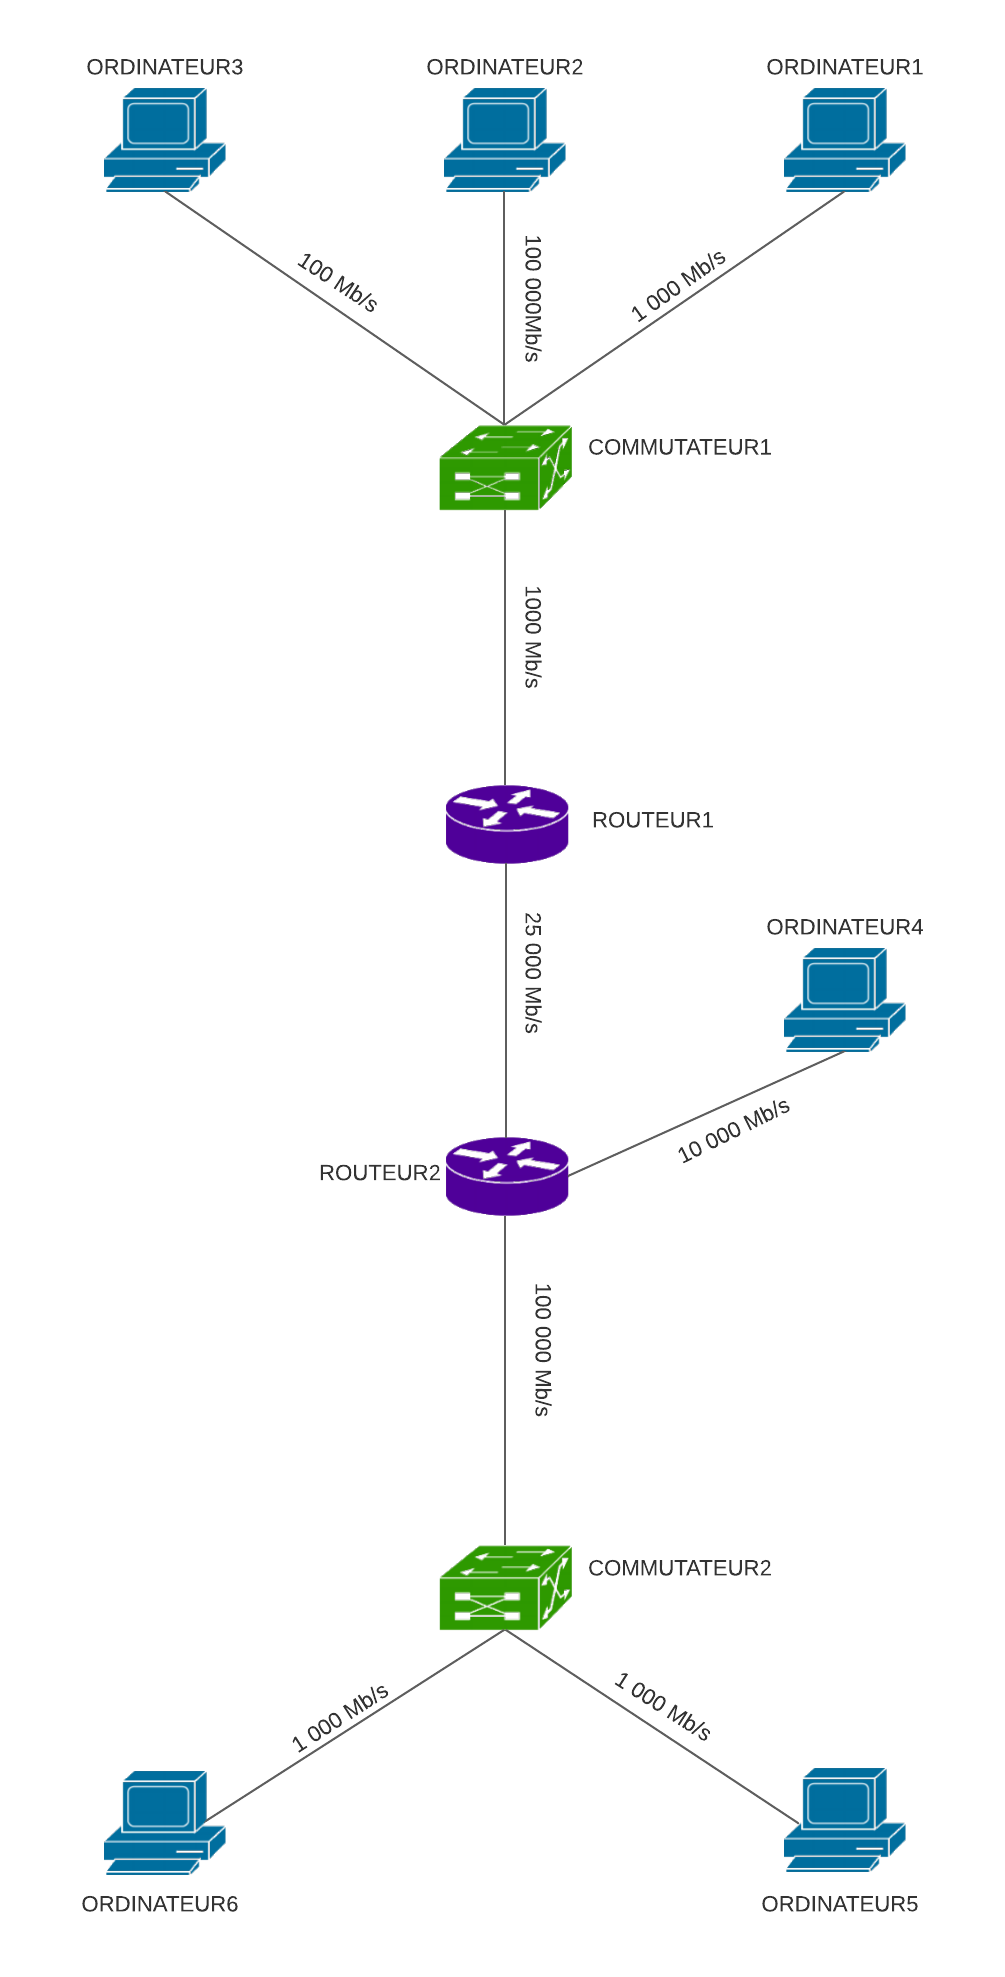 ORDINATEUR3
ORDINATEUR2
ORDINATEUR1
100 Mb/s
100 000Mb/s
1 000 Mb/s
COMMUTATEUR1
1000 Mb/s
ROUTEUR1
25 000 Mb/s
ORDINATEUR4
10 000 Mb/s
ROUTEUR2
100 000 Mb/s
COMMUTATEUR2
1 000 Mb/s
1 000 Mb/s
ORDINATEUR6
ORDINATEUR5